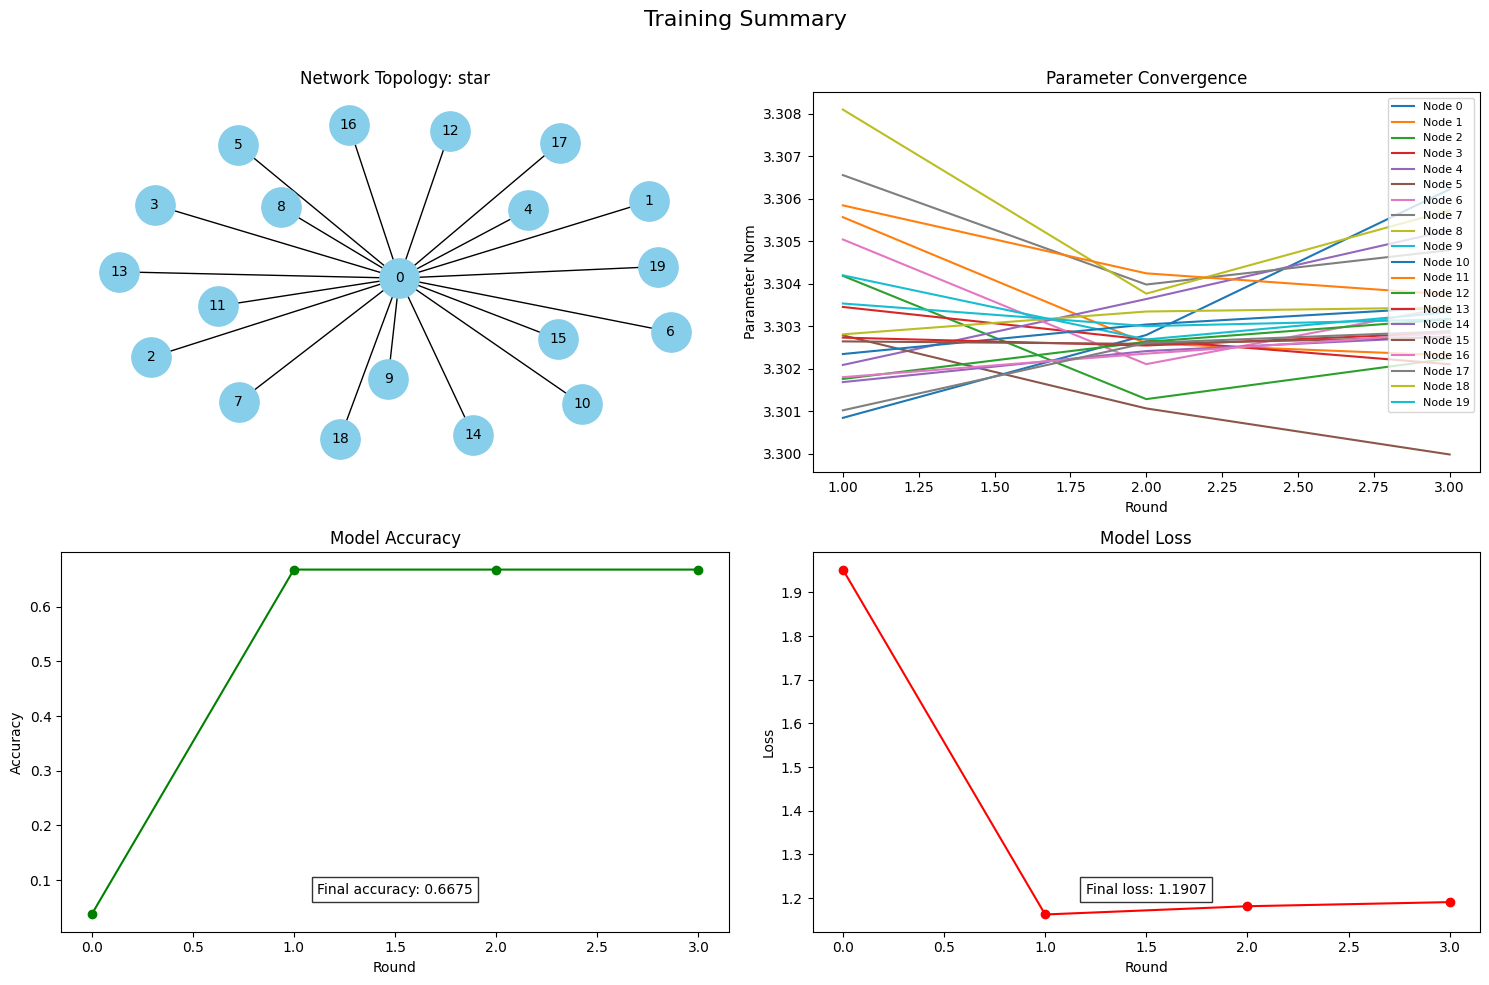 Training Summary
Network Topology: star
16
12
5
17
3
8
4
1
0
19
13
11
6
15
2
9
7
10
18
14
Parameter Convergence
Parameter Norm
3.308
3.307
3.306
3.305
3.304
3.303
3.302
3.301
3.300
Node 0
Node 1
Node 2
Node 3
Node 4
Node 5
Node 6
Node 7
Node 8
Node 9
Node 10
Node 11
Node 12
Node 13
Node 14
Node 15
Node 16
Node 17
Node 18
Node 19
1.00 1.25 1.50 1.75 2.00 2.25 2.50 2.75 3.00
Round
Model Accuracy
Accuracy
0.6
0.5
0.4
0.3
0.2
0.1
Final accuracy: 0.6675
0.0 0.5 1.0 1.5 2.0 2.5 3.0
Round
Model Loss
Loss
1.9
1.8
1.7
1.6
1.5
1.4
1.3
1.2
Final loss: 1.1907
0.0 0.5 1.0 1.5 2.0 2.5 3.0
Round